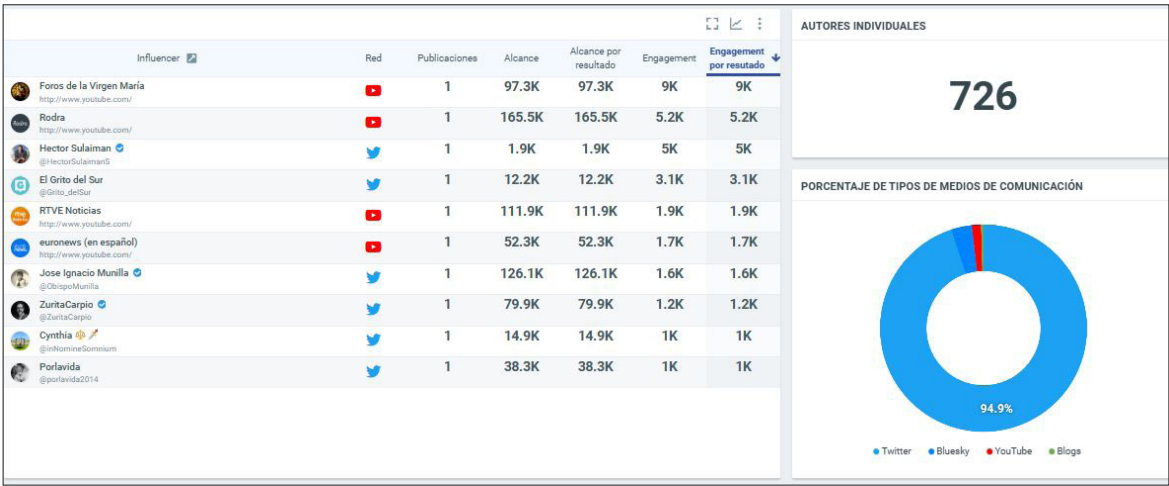 Influencer Red Publicaciones Alcance Alcance por resultado Engagement Engagement por resutado
Foros de la Virgen María 1 97.3K 97.3K 9K 9K
http://www.youtube.com/
Rodra 1 165.5K 165.5K 5.2K 5.2K
http://www.youtube.com/
Hector Sulaiman 1 1.9K 1.9K 5K 5K
@HectorSulaimanS
El Grito del Sur 1 12.2K 12.2K 3.1K 3.1K
@Grito_delSur
RTVE Noticias 1 111.9K 111.9K 1.9K 1.9K
http://www.youtube.com/
euronews (en español) 1 52.3K 52.3K 1.7K 1.7K
http://www.youtube.com/
Jose Ignacio Munilla 1 126.1K 126.1K 1.6K 1.6K
@ObispoMunilla
ZuritaCarpio 1 79.9K 79.9K 1.2K 1.2K
@ZuritaCarpio
Cynthia 1 14.9K 14.9K 1K 1K
@inNomineSomnium
Porlavida 1 38.3K 38.3K 1K 1K
@porlavida2014
AUTORES INDIVIDUALES
726
PORCENTAJE DE TIPOS DE MEDIOS DE COMUNICACIÓN
94.9%
Twitter Bluesky YouTube Blogs